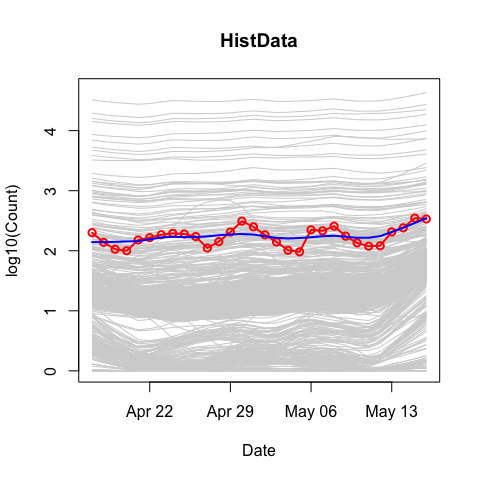 HistData
log10(Count)
4
3
2
1
0
Apr 22
Apr 29
May 06
May 13
Date